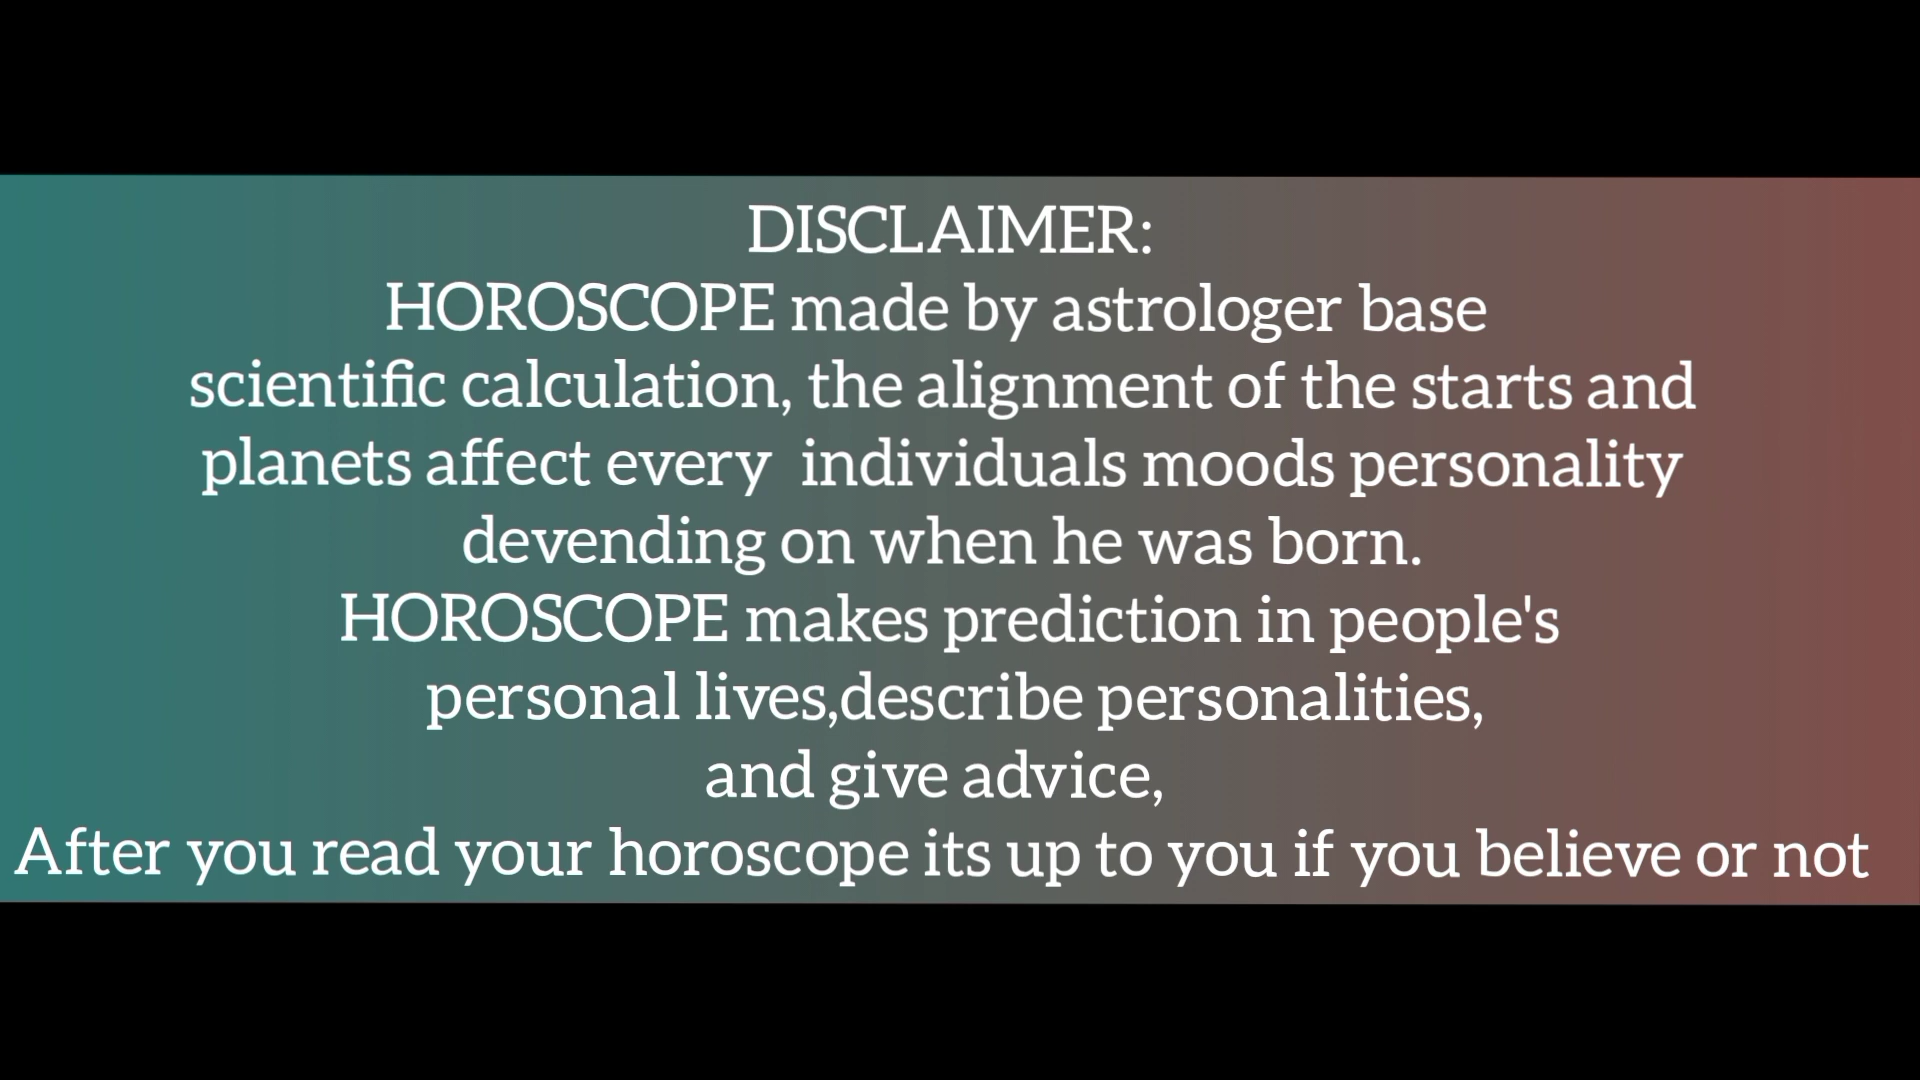 DISCLAIMER:
HOROSCOPE made by astrologer base
scientific calculation, the alignment of the starts and
planets affect every  individuals moods personality
devending on when he was born.
HOROSCOPE makes prediction in people's
personal lives,describe personalities,
and give advice,
After you read your horoscope its up to you if you believe or not